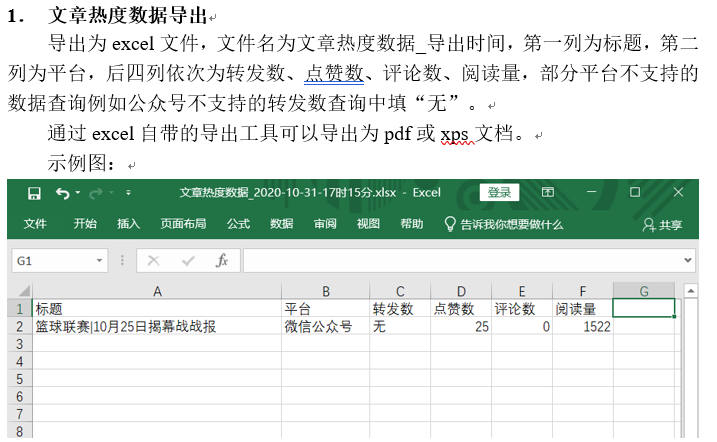 1. 文章热度数据导出
导出为 excel 文件，文件名为文章热度数据_导出时间，第一列为标题，第二
列为平台，后四列依次为转发数、点赞数、评论数、阅读量，部分平台不支持的
数据查询例如公众号不支持的转发数查询中填“无”。
通过 excel 自带的导出工具可以导出为 pdf 或 xps 文档。
示例图：
文章热度数据_2020-10-31-17时15分.xlsx - Excel 登录
文件 开始 插入 页面布局 公式 数据 审阅 视图 帮助 告诉我你想要做什么 共享
G1 fx
A B C D E F G
1 标题 平台 转发数 点赞数 评论数 阅读量
2 篮球联赛|10月25日揭幕战战报 微信公众号 无 25 0 1522
3
4
5
6
7
8